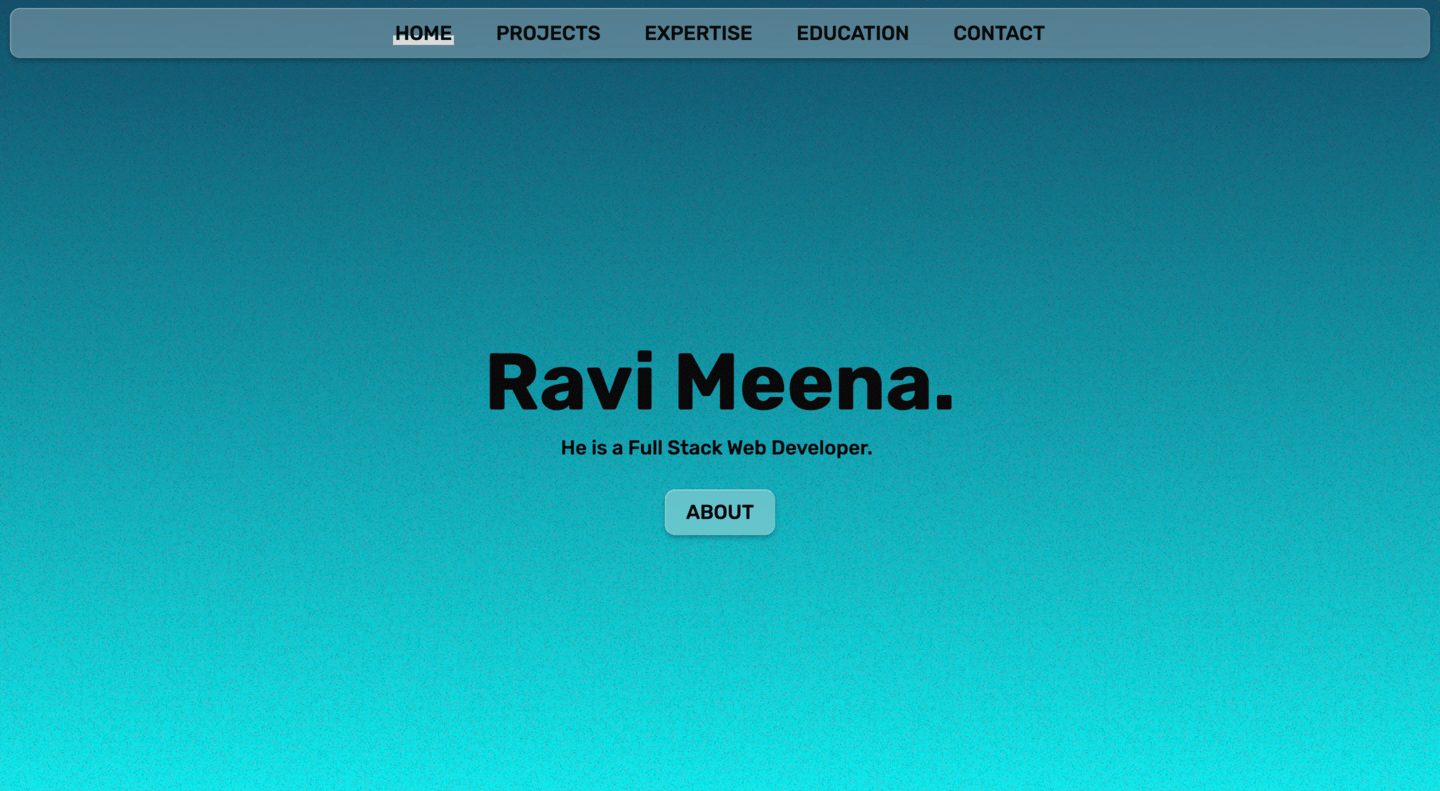 HOME PROJECTS EXPERTISE EDUCATION CONTACT
Ravi Meena.
He is a Full Stack Web Developer.
ABOUT